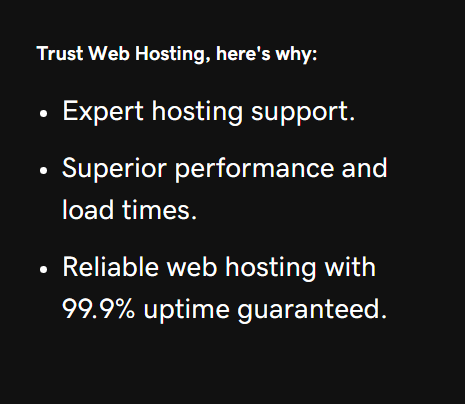 Trust Web Hosting, here's why:
• Expert hosting support.
• Superior performance and
load times.
• Reliable web hosting with
99.9% uptime guaranteed.